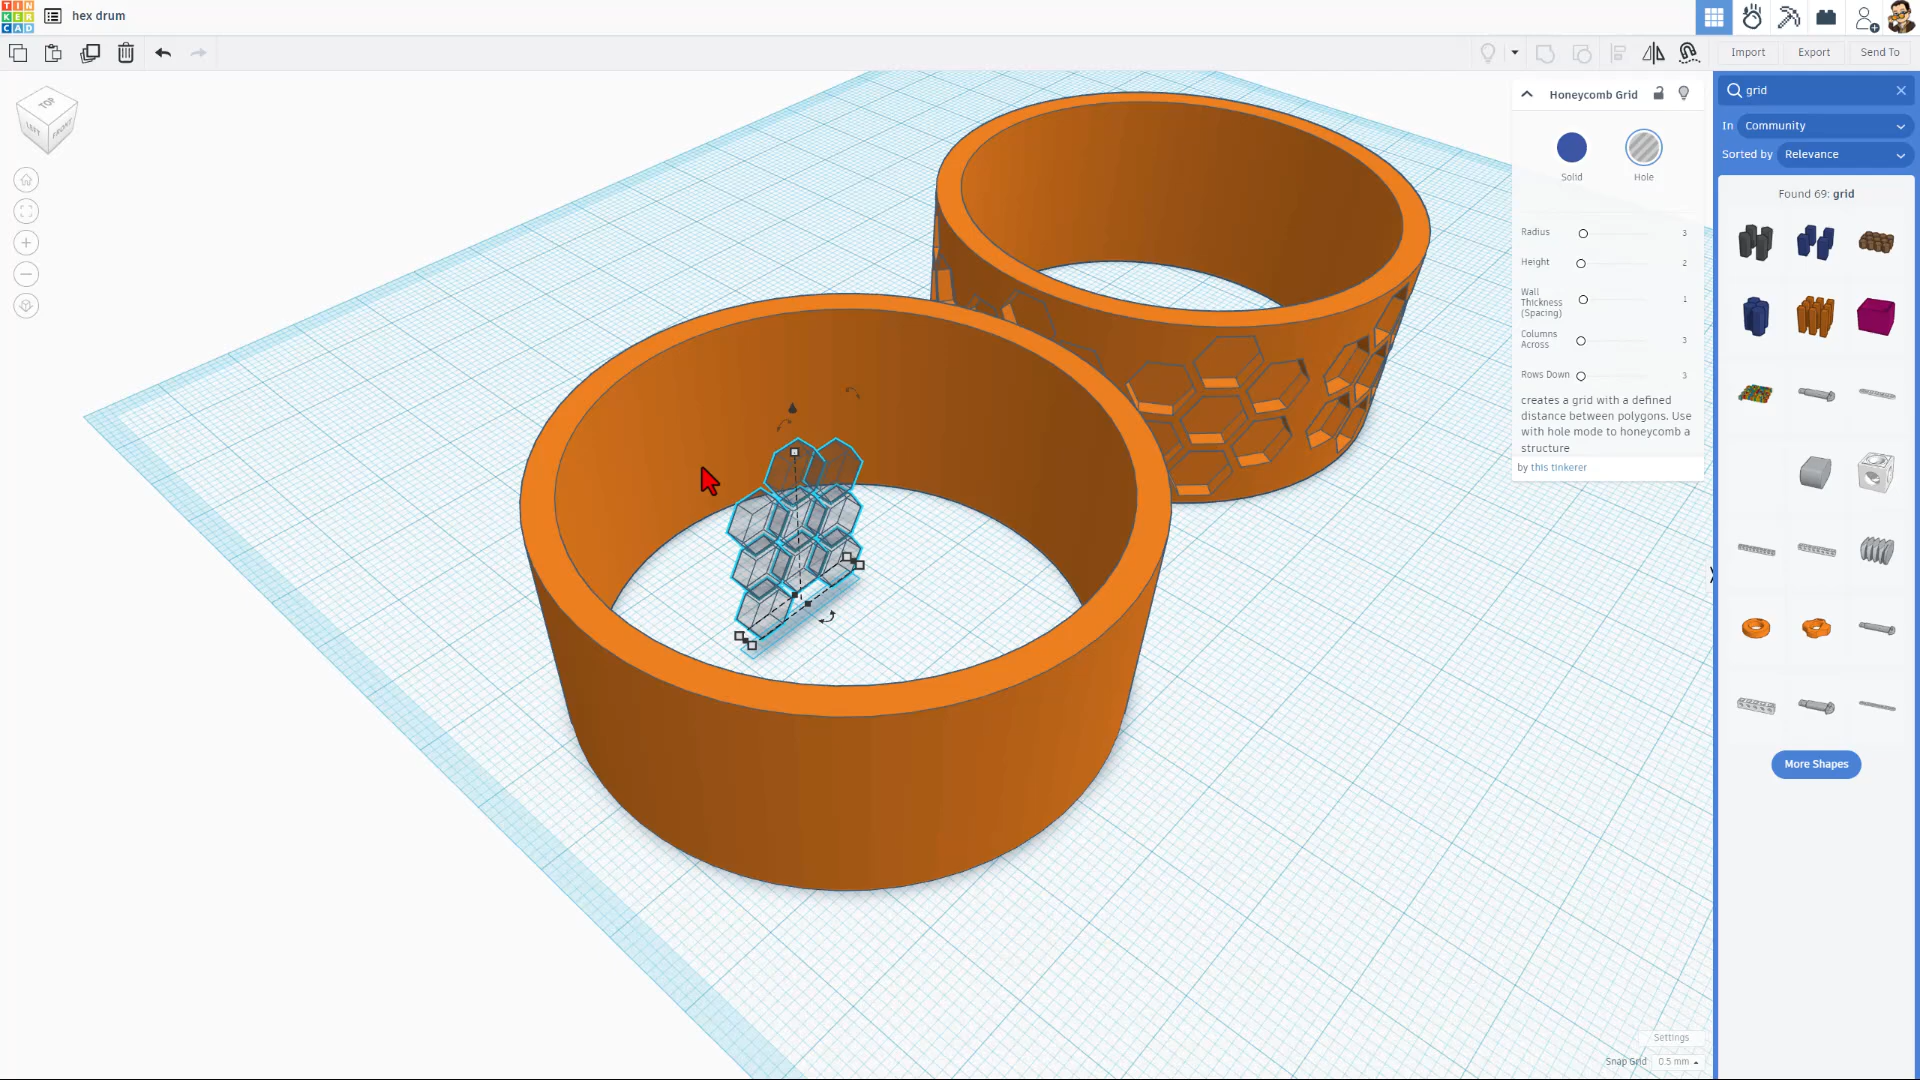 TIN
KER
CAD
hex drum
Import
Export
Send To
TOP
LEFT
FRONT
Honeycomb Grid
Solid
Hole
Radius 3
Height 2
Wall
Thickness 1
(Spacing)
Columns
Across 3
Rows Down 3
creates a grid with a defined
distance between polygons. Use
with hole mode to honeycomb a
structure
by this tinkerer
grid
In Community
Sorted by Relevance
Found 69: grid
More Shapes
Settings
Snap Grid 0.5 mm